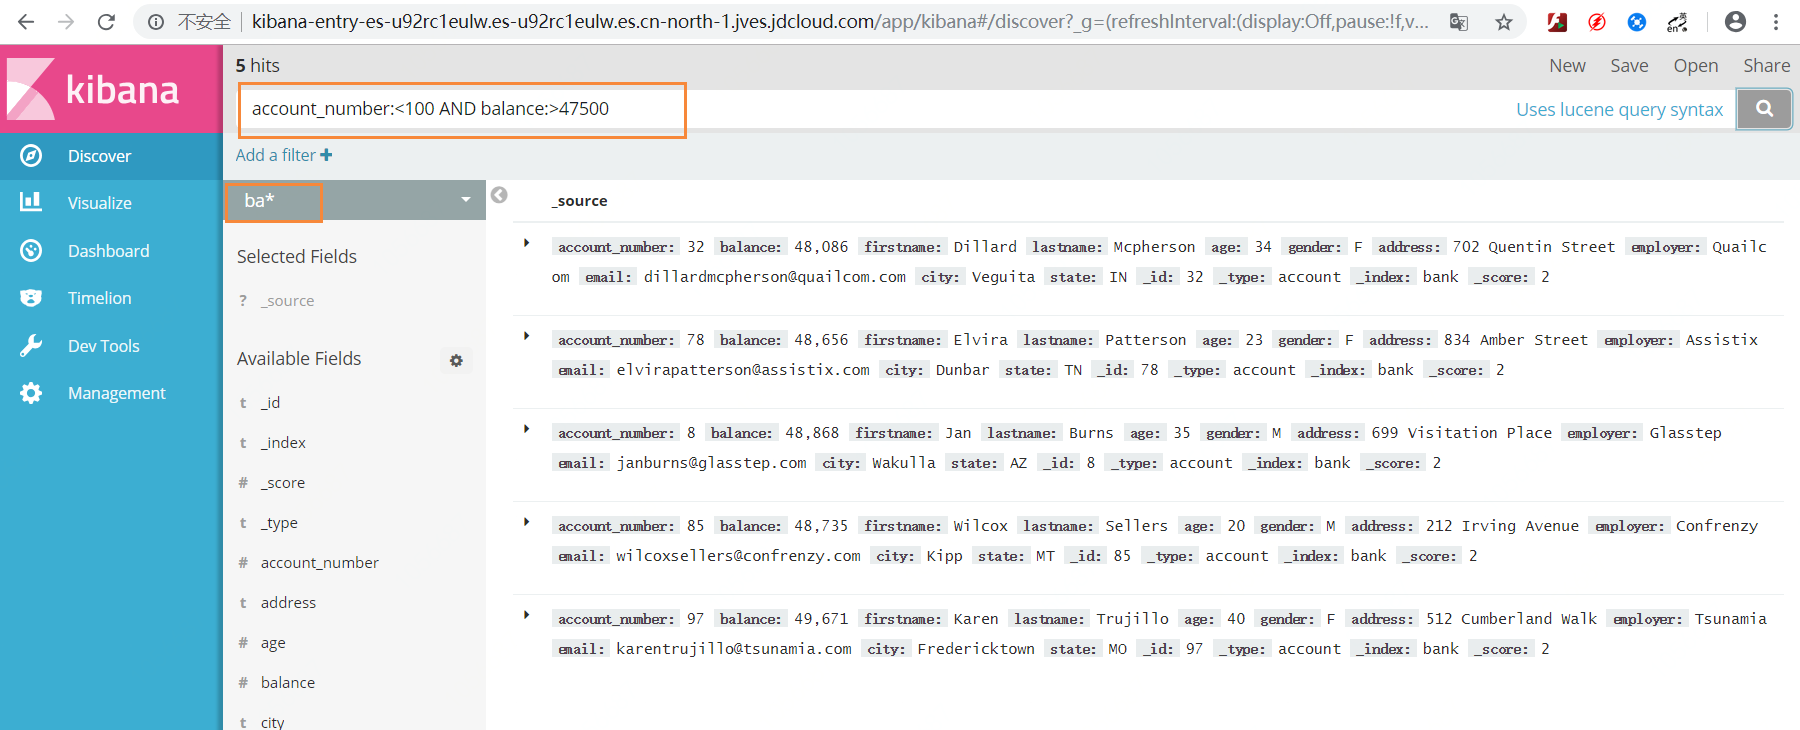 不安全 kibana-entry-es-u92rc1eulw.es-u92rc1eulw.es.cn-north-1.jves.jdcloud.com/app/kibana#/discover?_g=(refreshInterval:(display:Off,pause:!f,v...
kibana
Discover
Visualize
Dashboard
Timelion
Dev Tools
Management
5 hits
New Save Open Share
account_number:<100 AND balance:>47500
Uses lucene query syntax
Add a filter +
ba*
Selected Fields
? _source
Available Fields
t _id
t _index
# _score
t _type
# account_number
t address
# age
# balance
t city
_source
account_number: 32 balance: 48,086 firstname: Dillard lastname: Mcpherson age: 34 gender: F address: 702 Quentin Street employer: Quailc
om email: dillardmcpherson@quailcom.com city: Veguita state: IN _id: 32 _type: account _index: bank _score: 2
account_number: 78 balance: 48,656 firstname: Elvira lastname: Patterson age: 23 gender: F address: 834 Amber Street employer: Assistix
email: elvirapatterson@assistix.com city: Dunbar state: TN _id: 78 _type: account _index: bank _score: 2
account_number: 8 balance: 48,868 firstname: Jan lastname: Burns age: 35 gender: M address: 699 Visitation Place employer: Glasstep
email: janburns@glasstep.com city: Wakulla state: AZ _id: 8 _type: account _index: bank _score: 2
account_number: 85 balance: 48,735 firstname: Wilcox lastname: Sellers age: 20 gender: M address: 212 Irving Avenue employer: Confrenzy
email: wilcoxsellers@confrenzy.com city: Kipp state: MT _id: 85 _type: account _index: bank _score: 2
account_number: 97 balance: 49,671 firstname: Karen lastname: Trujillo age: 40 gender: F address: 512 Cumberland Walk employer: Tsunamia
email: karentrujillo@tsunamia.com city: Fredericktown state: MO _id: 97 _type: account _index: bank _score: 2